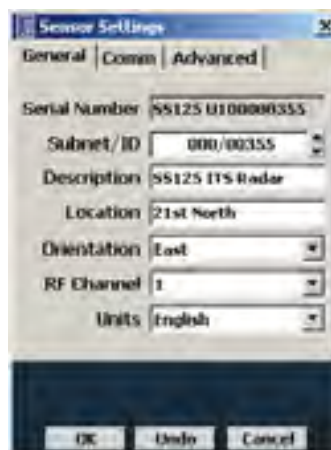 Sensor Settings x
General Comm Advanced
Serial Number SS125 U100000355
Subnet/ID 000/00355
Description SS125 ITS Radar
Location 21st North
Orientation East
RF Channel 1
Units English
OK Undo Cancel